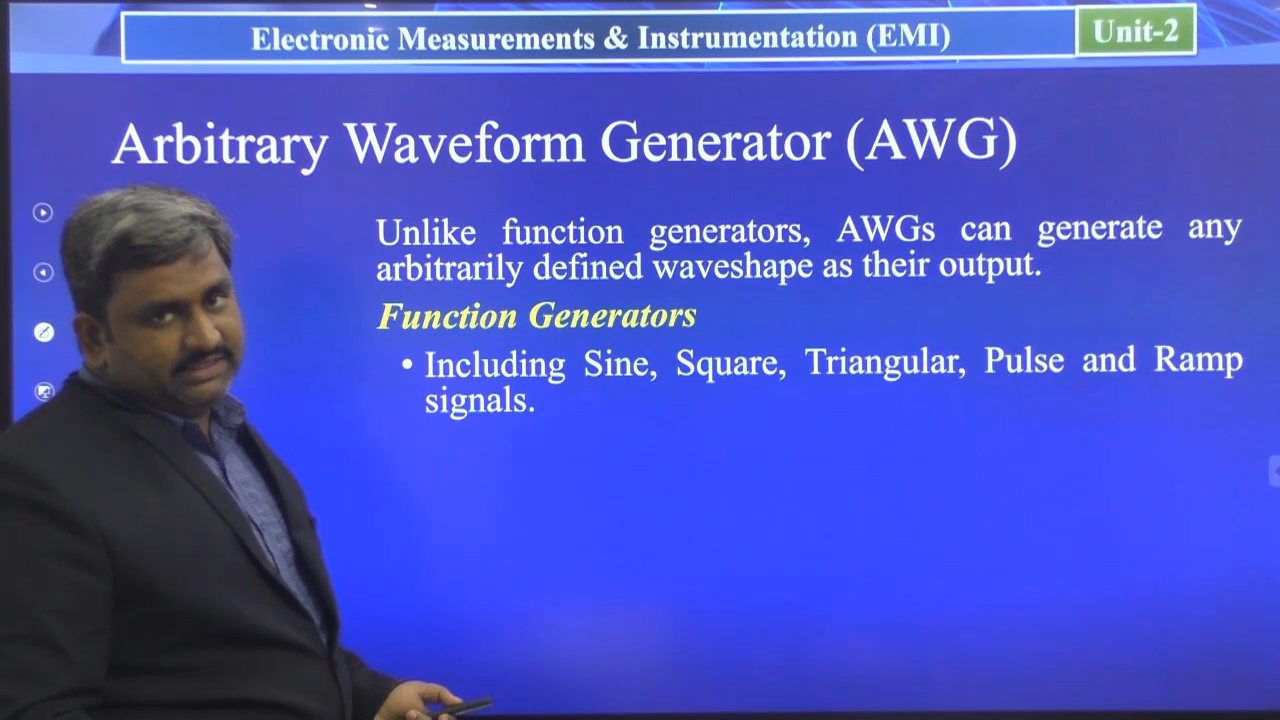 Electronic Measurements & Instrumentation (EMI)
Unit-2
Arbitrary Waveform Generator (AWG)
Unlike function generators, AWGs can generate any
arbitrarily defined waveshape as their output.
Function Generators
• Including Sine, Square, Triangular, Pulse and Ramp
signals.